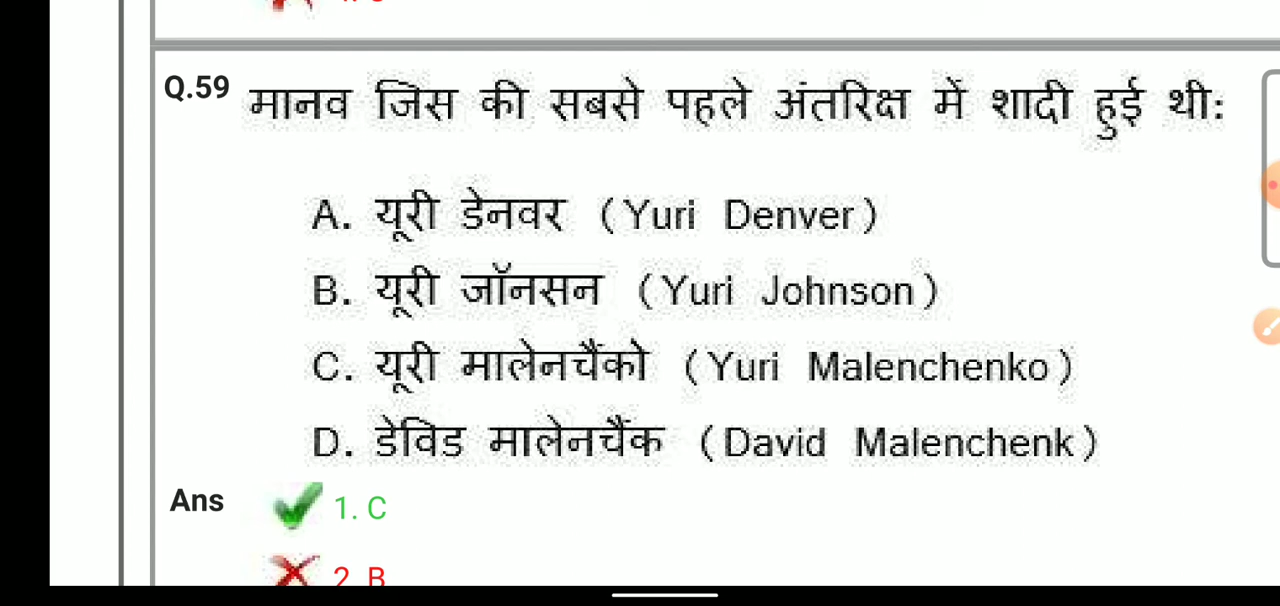 Q.59 मानव जिस की सबसे पहले अंतरिक्ष में शादी हुई थी:
A. यूरी डेनवर (Yuri Denver)
B. यूरी जॉनसन (Yuri Johnson)
C. यूरी मालेनचैंको (Yuri Malenchenko)
D. डेविड मालेनचैंक (David Malenchenk)
Ans 1. C
2. B